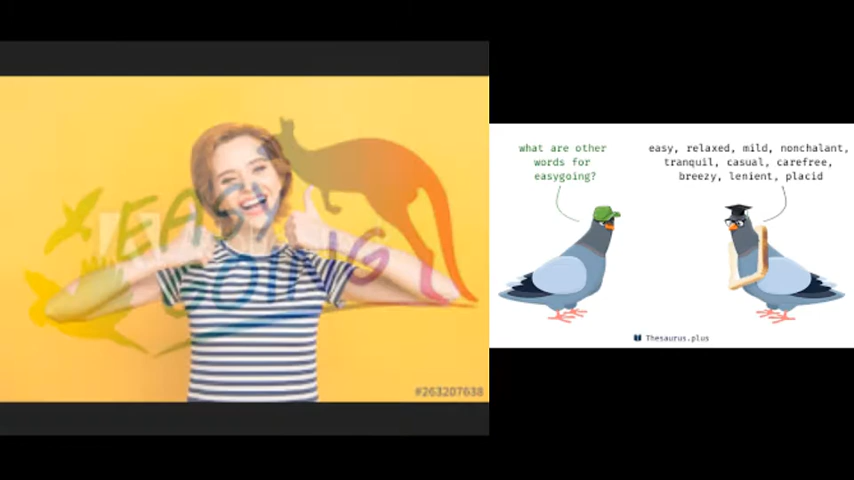 EASY
GOING
#263207638
what are other
words for
easygoing?
easy, relaxed, mild, nonchalant,
tranquil, casual, carefree,
breezy, lenient, placid
Thesaurus.plus